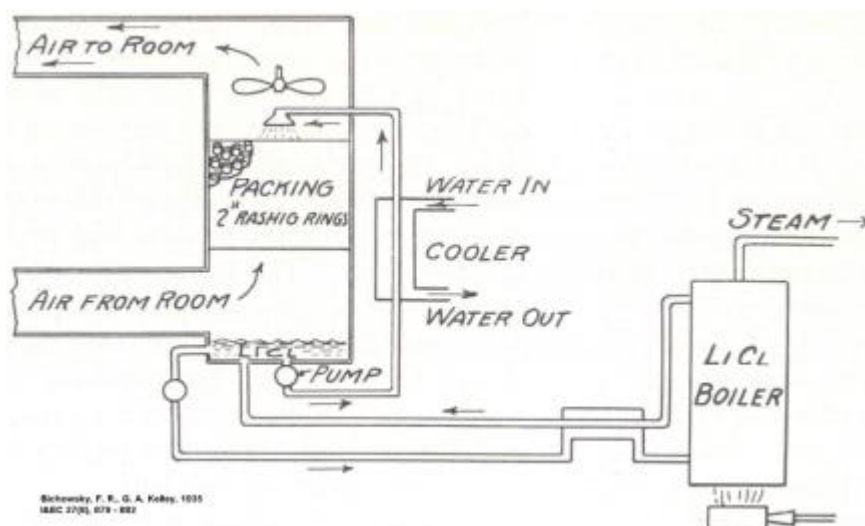 AIR TO ROOM
PACKING
2" RASHIG RINGS
WATER IN
COOLER
WATER OUT
STEAM
AIR FROM ROOM
LiCL
PUMP
LiCl
BOILER
Bichowsky, F. R., G. A. Kelley, 1935
I&EC 27(8), 879 - 882